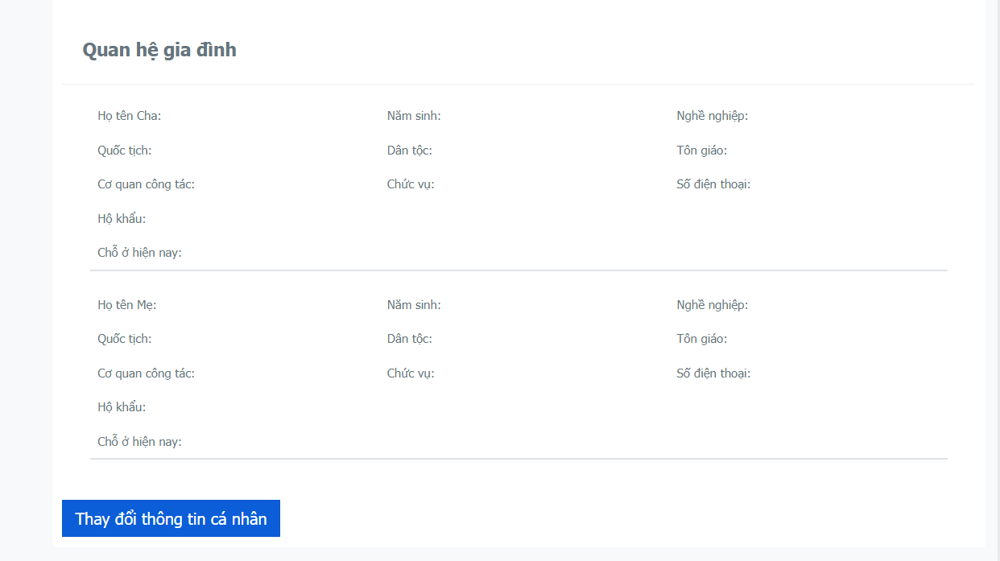 Quan hệ gia đình
Họ tên Cha: Năm sinh: Nghề nghiệp:
Quốc tịch: Dân tộc: Tôn giáo:
Cơ quan công tác: Chức vụ: Số điện thoại:
Hộ khẩu:
Chỗ ở hiện nay:
Họ tên Mẹ: Năm sinh: Nghề nghiệp:
Quốc tịch: Dân tộc: Tôn giáo:
Cơ quan công tác: Chức vụ: Số điện thoại:
Hộ khẩu:
Chỗ ở hiện nay:
Thay đổi thông tin cá nhân